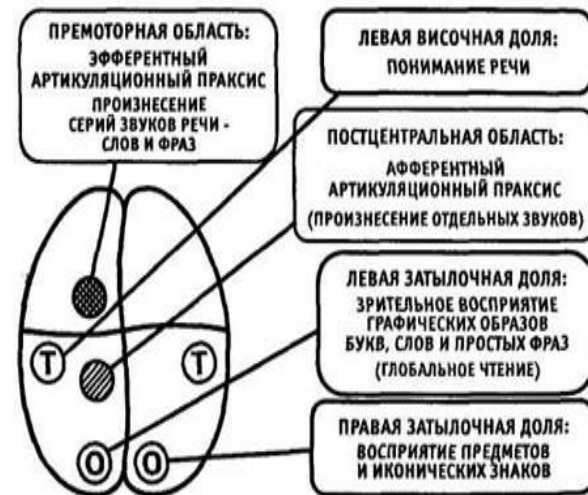 ПРЕМОТОРНАЯ ОБЛАСТЬ:
ЭФФЕРЕНТНЫЙ
АРТИКУЛЯЦИОННЫЙ ПРАКСИС
ПРОИЗНЕСЕНИЕ
СЕРИЙ ЗВУКОВ РЕЧИ -
СЛОВ И ФРАЗ
ЛЕВАЯ ВИСОЧНАЯ ДОЛЯ:
ПОНИМАНИЕ РЕЧИ
ПОСТЦЕНТРАЛЬНАЯ ОБЛАСТЬ:
АФФЕРЕНТНЫЙ
АРТИКУЛЯЦИОННЫЙ ПРАКСИС
(ПРОИЗНЕСЕНИЕ ОТДЕЛЬНЫХ ЗВУКОВ)
ЛЕВАЯ ЗАТЫЛОЧНАЯ ДОЛЯ:
ЗРИТЕЛЬНОЕ ВОСПРИЯТИЕ
ГРАФИЧЕСКИХ ОБРАЗОВ
БУКВ, СЛОВ И ПРОСТЫХ ФРАЗ
(ГЛОБАЛЬНОЕ ЧТЕНИЕ)
ПРАВАЯ ЗАТЫЛОЧНАЯ ДОЛЯ:
ВОСПРИЯТИЕ ПРЕДМЕТОВ
И ИКОНИЧЕСКИХ ЗНАКОВ
Т
Т
О
О